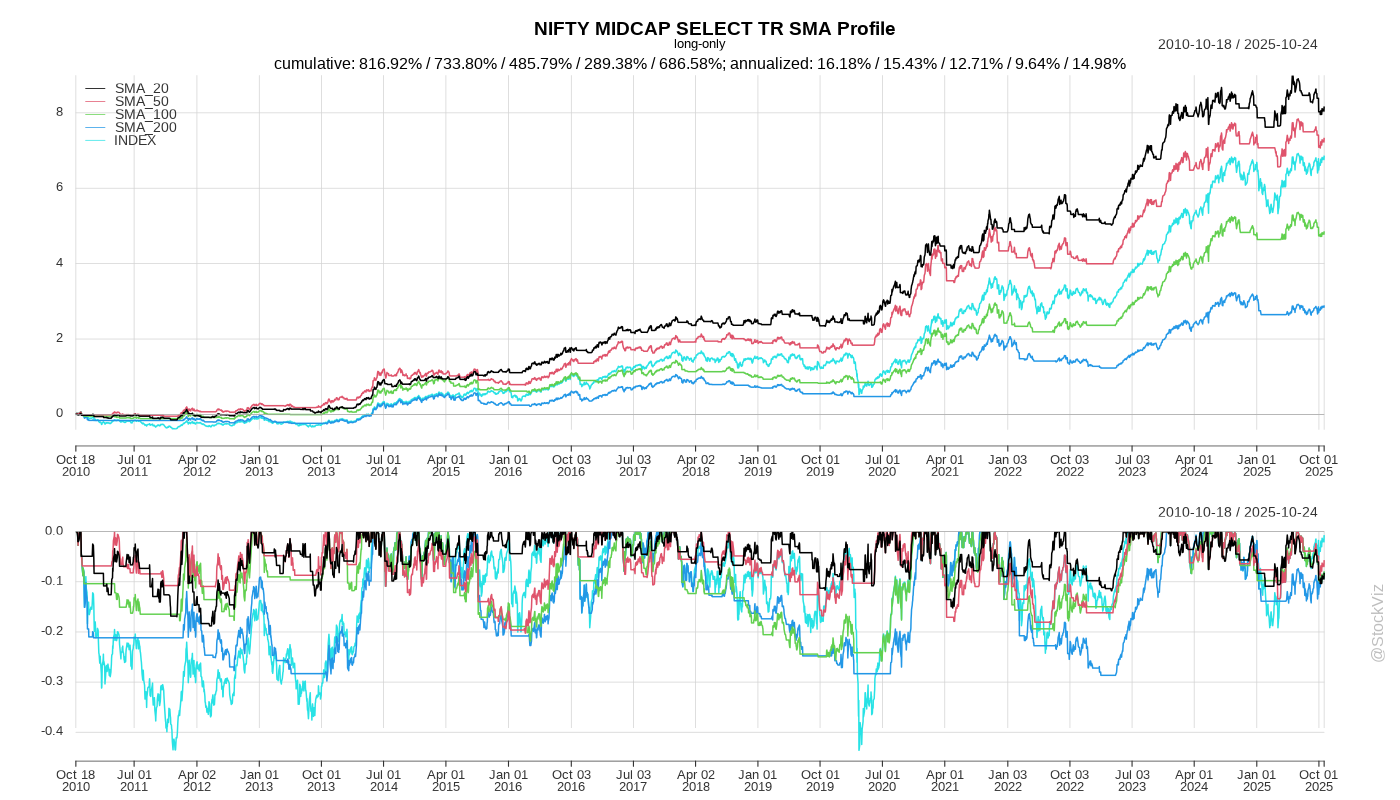 NIFTY MIDCAP SELECT TR SMA Profile
long-only
2010-10-18 / 2025-10-24
cumulative: 816.92% / 733.80% / 485.79% / 289.38% / 686.58%; annualized: 16.18% / 15.43% / 12.71% / 9.64% / 14.98%
SMA_20
SMA_50
SMA_100
SMA_200
INDEX
8
6
4
2
0
Oct 18 Jul 01 Apr 02 Jan 01 Oct 01 Jul 01 Apr 01 Jan 01 Oct 03 Jul 03 Apr 02 Jan 01 Oct 01 Jul 01 Apr 01 Jan 03 Oct 03 Jul 03 Apr 01 Jan 01 Oct 01
2010 2011 2012 2013 2013 2014 2015 2016 2016 2017 2018 2019 2019 2020 2021 2022 2022 2023 2024 2025 2025
2010-10-18 / 2025-10-24
0.0
-0.1
-0.2
-0.3
-0.4
Oct 18 Jul 01 Apr 02 Jan 01 Oct 01 Jul 01 Apr 01 Jan 01 Oct 03 Jul 03 Apr 02 Jan 01 Oct 01 Jul 01 Apr 01 Jan 03 Oct 03 Jul 03 Apr 01 Jan 01 Oct 01
2010 2011 2012 2013 2013 2014 2015 2016 2016 2017 2018 2019 2019 2020 2021 2022 2022 2023 2024 2025 2025
@StockViz